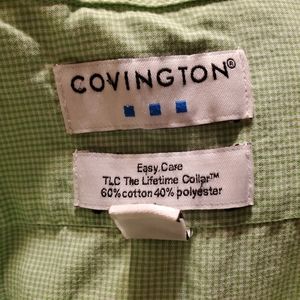 COVINGTON®
Easy Care
TLC The Lifetime Collar™
60% cotton 40% polyester